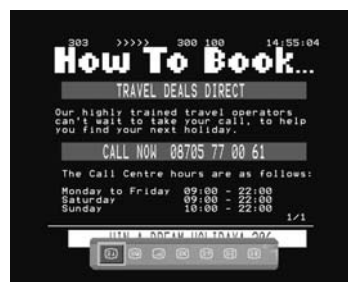 303 >>>>> 300 100 14:55:04
How To Book...
TRAVEL DEALS DIRECT
Our highly trained travel operators
can't wait to take your call, to help
you find your next holiday.
CALL NOW 08705 77 00 61
The Call Centre hours are as follows:
Monday to Friday 09:00 - 22:00
Saturday 09:00 - 22:00
Sunday 10:00 - 22:00
1/1
WIN A DREAM HOLIDAY